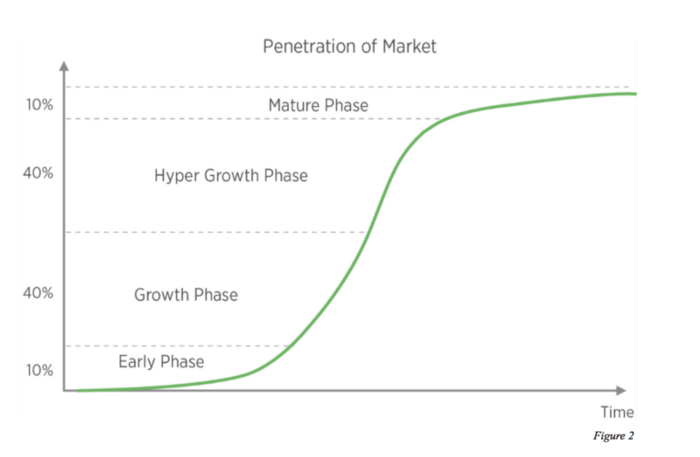 Penetration of Market
10%
Mature Phase
40%
Hyper Growth Phase
40%
Growth Phase
10%
Early Phase
Time
Figure 2